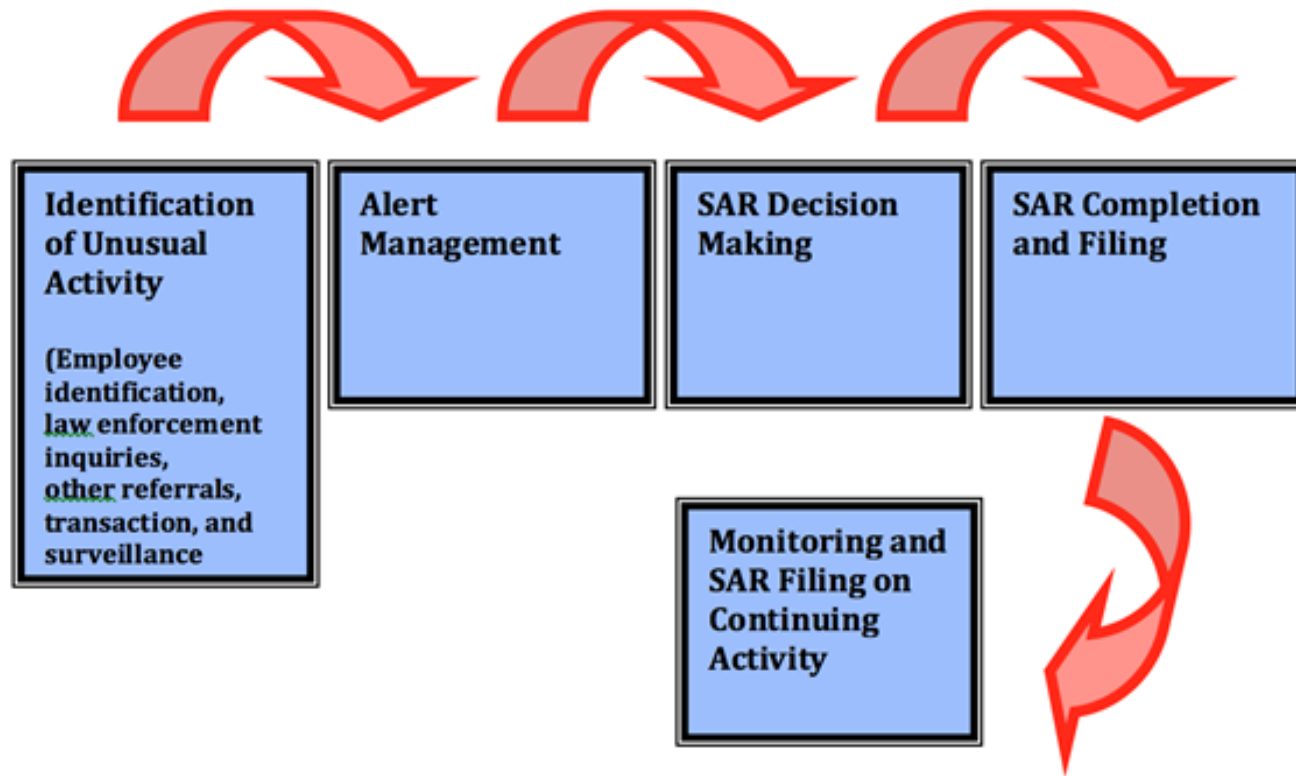 Identification
of Unusual
Activity
(Employee
identification,
law enforcement
inquiries,
other referrals,
transaction, and
surveillance
Alert
Management
SAR Decision
Making
SAR Completion
and Filing
Monitoring and
SAR Filing on
Continuing
Activity